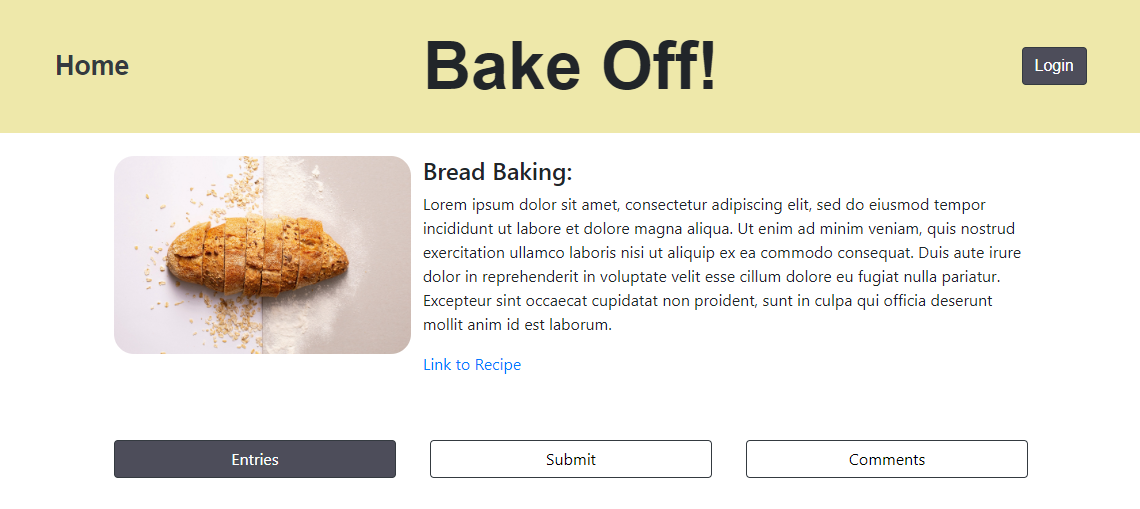 Home
Bake Off!
Login
Bread Baking:
Lorem ipsum dolor sit amet, consectetur adipiscing elit, sed do eiusmod tempor
incididunt ut labore et dolore magna aliqua. Ut enim ad minim veniam, quis nostrud
exercitation ullamco laboris nisi ut aliquip ex ea commodo consequat. Duis aute irure
dolor in reprehenderit in voluptate velit esse cillum dolore eu fugiat nulla pariatur.
Excepteur sint occaecat cupidatat non proident, sunt in culpa qui officia deserunt
mollit anim id est laborum.
Link to Recipe
Entries
Submit
Comments